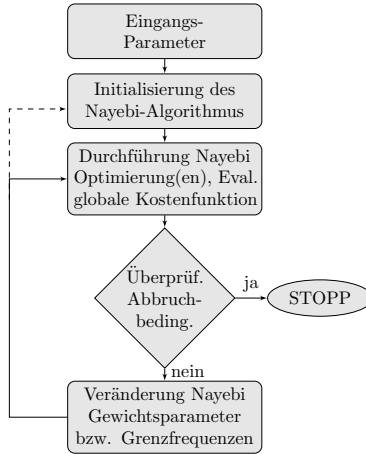 Eingangs-
Parameter
Initialisierung des
Nayebi-Algorithmus
Durchführung Nayebi
Optimierung(en), Eval.
globale Kostenfunktion
Überprüf.
Abbruch-
beding.
ja
STOPP
nein
Veränderung Nayebi
Gewichtsparameter
bzw. Grenzfrequenzen